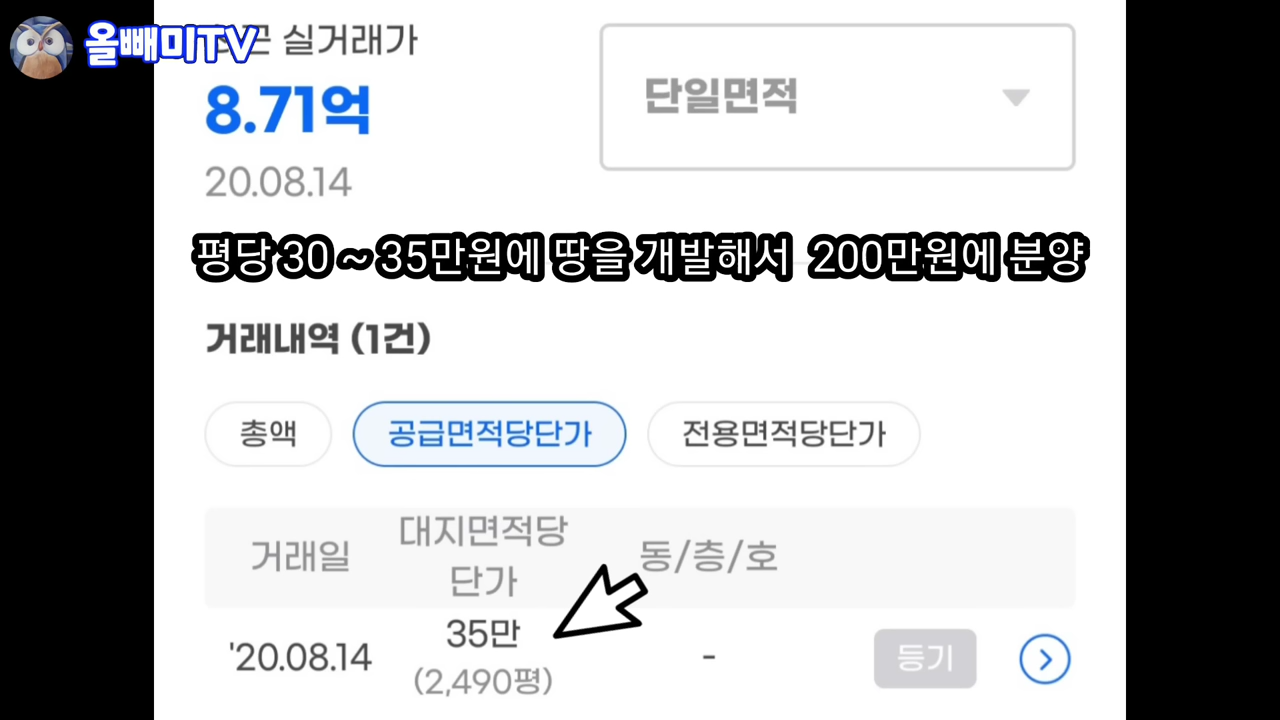 올빼미TV
실거래가
8.71억
단일면적
20.08.14
평당 30 ~ 35만원에 땅을 개발해서 200만원에 분양
거래내역 (1건)
총액
공급면적당단가
전용면적당단가
거래일
대지면적당
단가
동/층/호
'20.08.14
35만
(2,490평)
-
등기